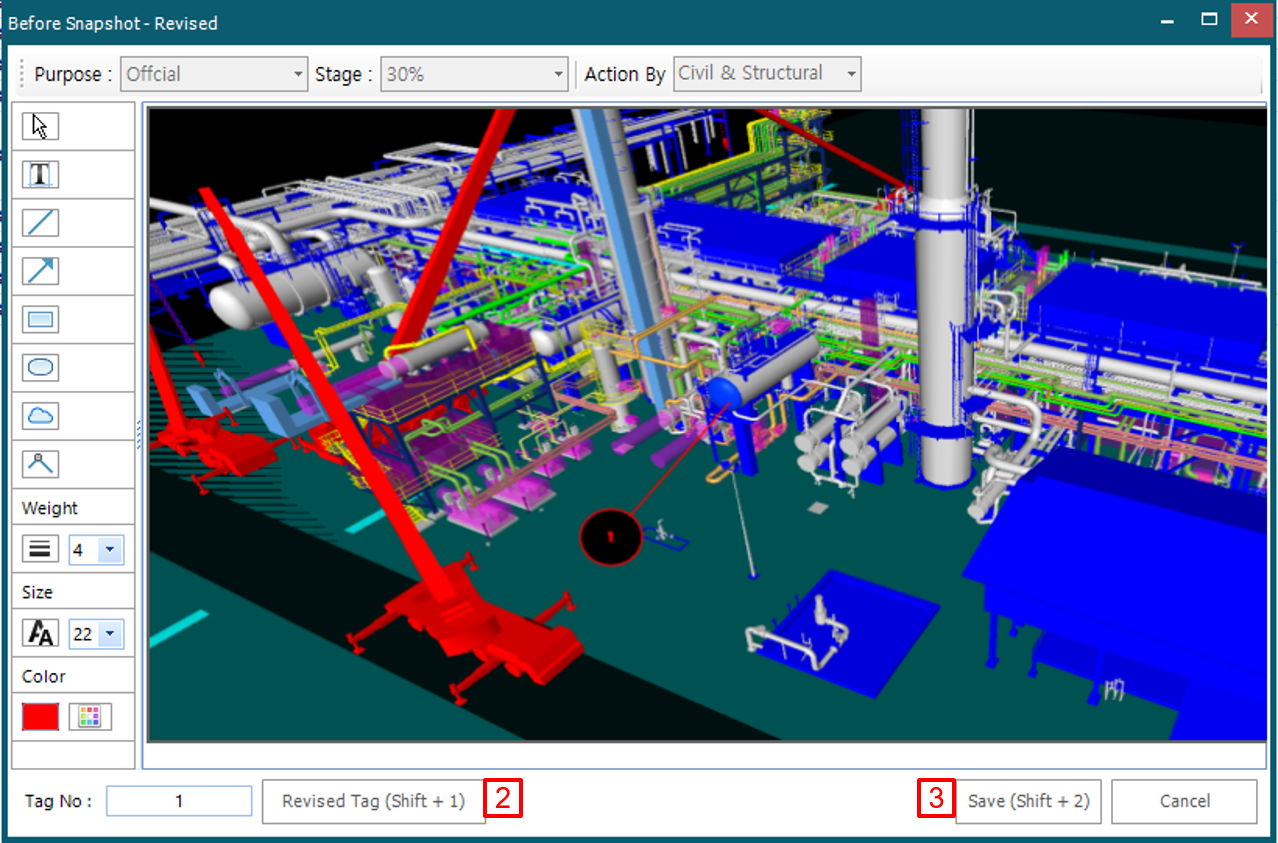 Before Snapshot - Revised
Purpose : Offcial Stage : 30% Action By Civil & Structural
T
Weight
4
Size
AA 22
Color
1
Tag No : 1 Revised Tag (Shift + 1) 2 3 Save (Shift + 2) Cancel